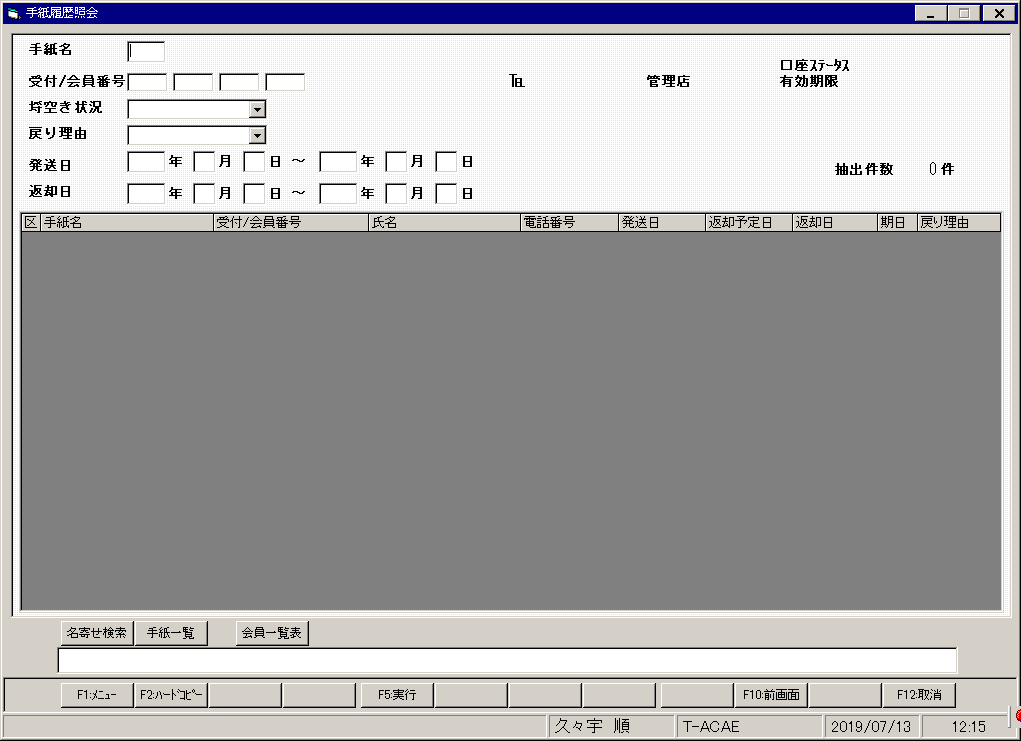 手紙履歴照会
手紙名
口座ｽﾃｰﾀｽ
受付/会員番号 ℡ 管理店 有効期限
埒空き状況
戻り理由
発送日 年 月 日 ～ 年 月 日 抽出件数 0 件
返却日 年 月 日 ～ 年 月 日
区 手紙名 受付/会員番号 氏名 電話番号 発送日 返却予定日 返却日 期日 戻り理由
名寄せ検索 手紙一覧 会員一覧表
F1:ﾒﾆｭｰ F2:ﾊｰﾄﾞｺﾋﾟｰ F5:実行 F10:前画面 F12:取消
久々宇 順 T-ACAE 2019/07/13 12:15